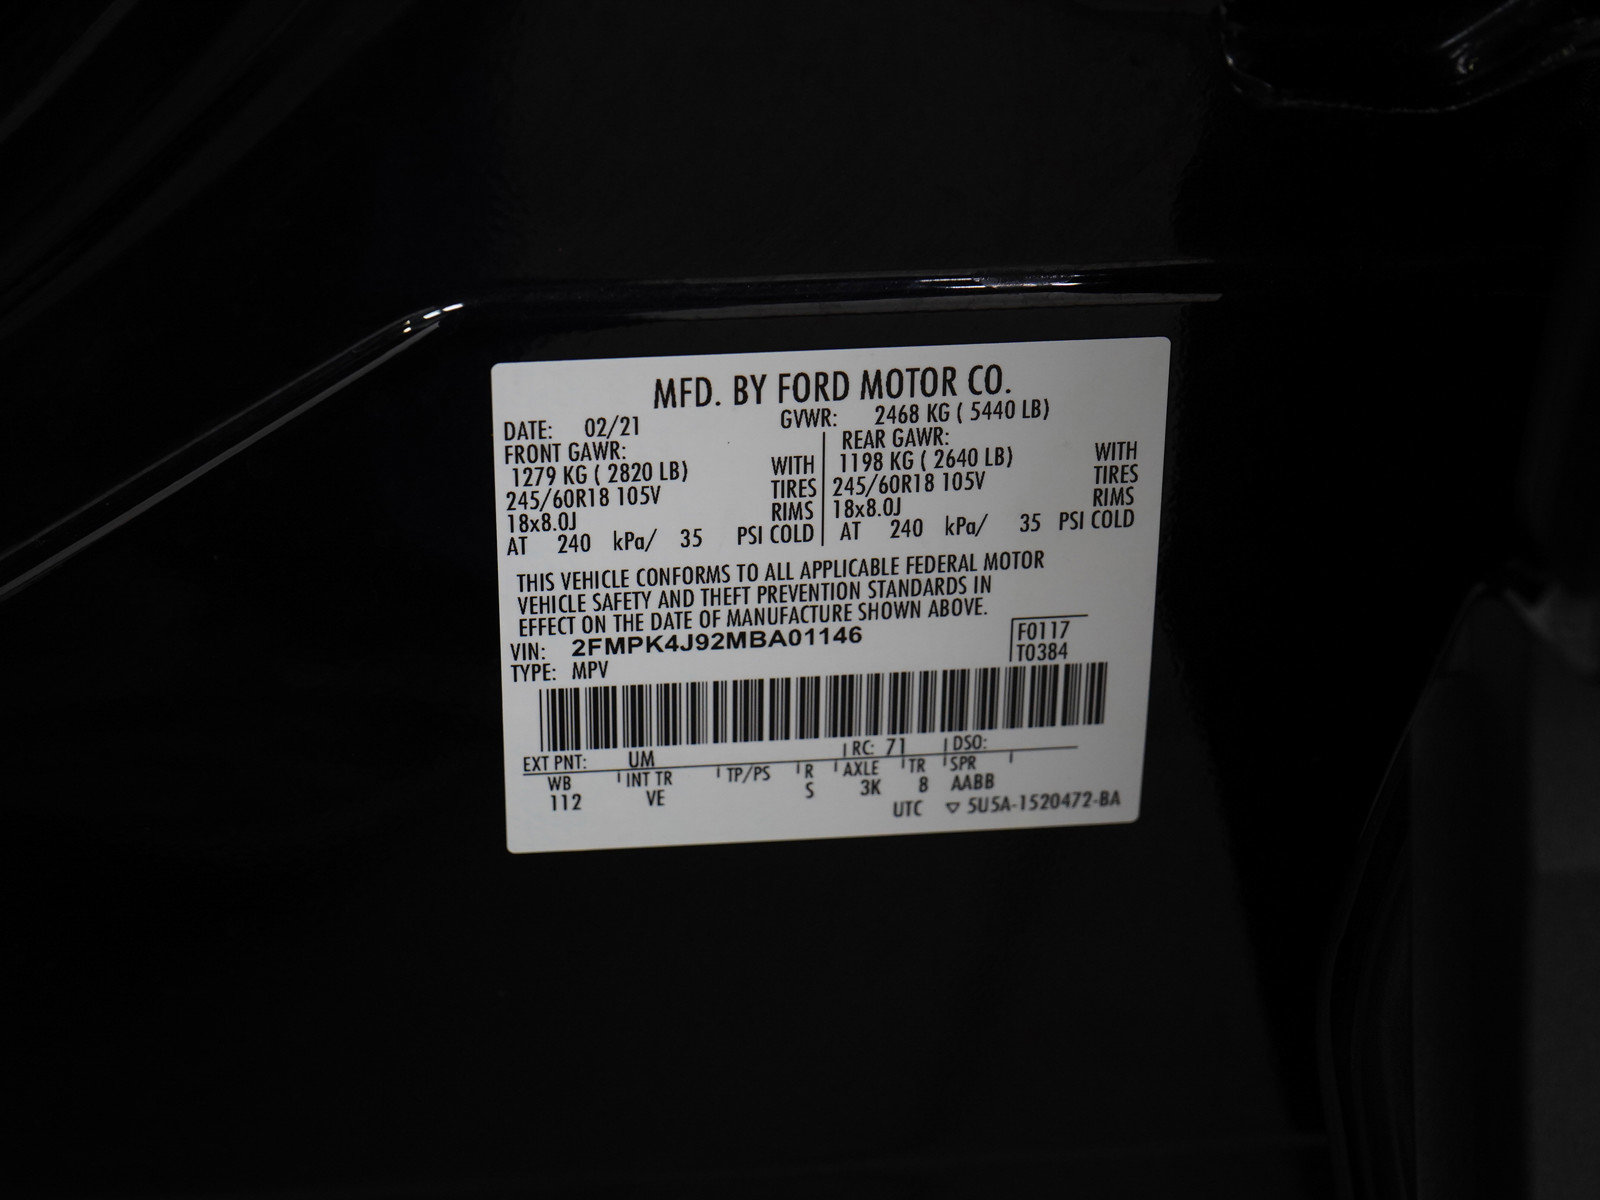 MFD. BY FORD MOTOR CO.
DATE: 02/21 GVWR: 2468 KG ( 5440 LB)
FRONT GAWR: REAR GAWR:
1279 KG ( 2820 LB) WITH 1198 KG ( 2640 LB) WITH
245/60R18 105V TIRES 245/60R18 105V TIRES
18x8.0J RIMS 18x8.0J RIMS
AT 240 kPa/ 35 PSI COLD AT 240 kPa/ 35 PSI COLD
THIS VEHICLE CONFORMS TO ALL APPLICABLE FEDERAL MOTOR
VEHICLE SAFETY AND THEFT PREVENTION STANDARDS IN
EFFECT ON THE DATE OF MANUFACTURE SHOWN ABOVE.
VIN: 2FMPK4J92MBA01146 F0117
TYPE: MPV T0384
EXT PNT: UM RC: 71 DSO:
WB INT TR TP/PS R AXLE TR SPR
112 VE S 3K 8 AABB
UTC ▽ 5U5A-1520472-BA